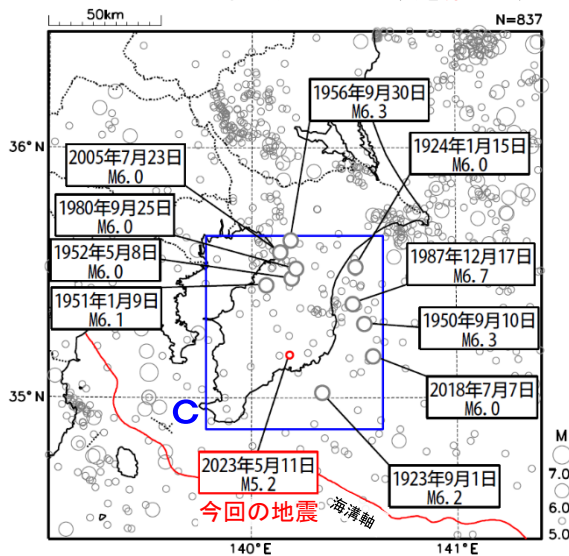 50km
N=837
1956年9月30日
M6.3
36°N
1924年1月15日
M6.0
2005年7月23日
M6.0
1980年9月25日
M6.0
1987年12月17日
M6.7
1952年5月8日
M6.0
1951年1月9日
M6.1
1950年9月10日
M6.3
35°N
2018年7月7日
M6.0
C
2023年5月11日
M5.2
今回の地震
1923年9月1日
M6.2
海溝軸
M
7.0
6.0
5.0
140°E
141°E